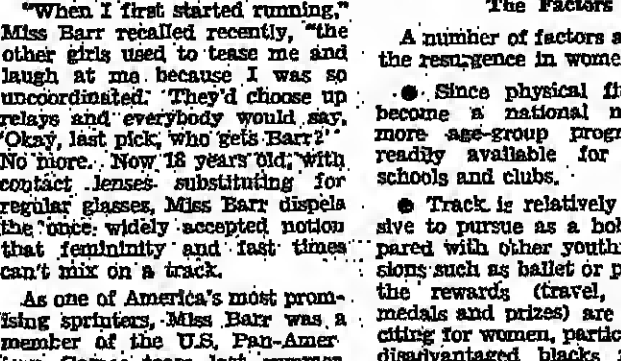 "When I first started running,"
Miss Barr recalled recently, "the
other girls used to tease me and
laugh at me because I was so
uncoordinated. They'd choose up
relays and everybody would say,
'Okay, last pick, who gets Barr?'"
No more. Now 18 years old, with
contact lenses substituting for
regular glasses, Miss Barr dispels
the once widely accepted notion
that femininity and fast times
can't mix on a track.
As one of America's most prom-
ising sprinters, Miss Barr was a
member of the U.S. Pan-Amer
Games team last summer
The Factors
A number of factors a
the resurgence in wome
● Since physical fi
become a national m
more age-group progr
readily available for
schools and clubs.
● Track is relatively
sive to pursue as a hob
pared with other youth
sions such as ballet or p
the rewards (travel,
medals and prizes) are
citing for women, partic
disadvantaged blacks